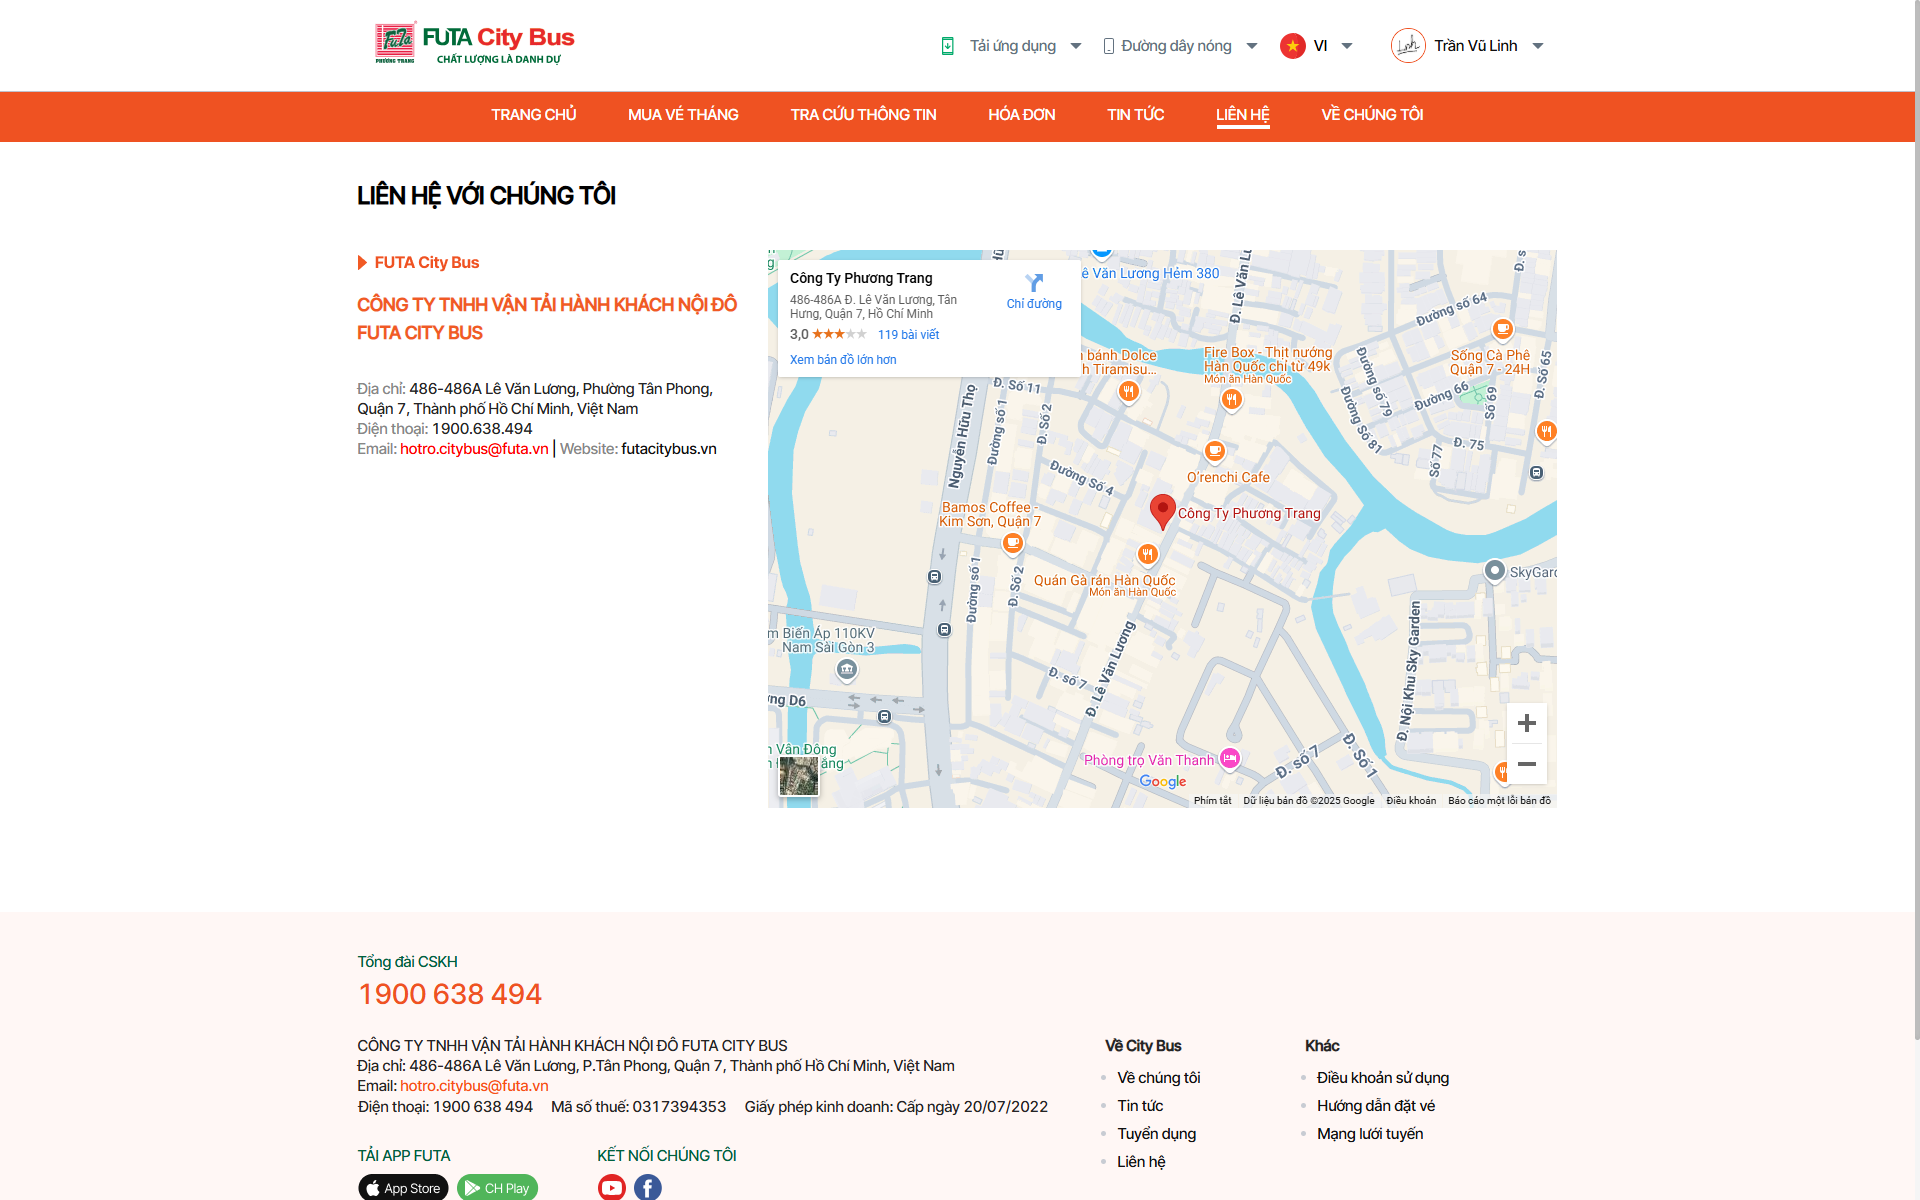 FUTA City Bus
CHẤT LƯỢNG LÀ DANH DỰ
PHƯƠNG TRANG
Tải ứng dụng
Đường dây nóng
VI
Trần Vũ Linh
TRANG CHỦ
MUA VÉ THÁNG
TRA CỨU THÔNG TIN
HÓA ĐƠN
TIN TỨC
LIÊN HỆ
VỀ CHÚNG TÔI
LIÊN HỆ VỚI CHÚNG TÔI
FUTA City Bus
CÔNG TY TNHH VẬN TẢI HÀNH KHÁCH NỘI ĐÔ
FUTA CITY BUS
Địa chỉ: 486-486A Lê Văn Lương, Phường Tân Phong,
Quận 7, Thành phố Hồ Chí Minh, Việt Nam
Điện thoại: 1900.638.494
Email: hotro.citybus@futa.vn | Website: futacitybus.vn
Công Ty Phương Trang
486-486A Đ. Lê Văn Lương, Tân
Hưng, Quận 7, Hồ Chí Minh
3,0
119 bài viết
Xem bản đồ lớn hơn
Chỉ đường
ê Văn Lương Hẻm 380
Đ. Lê Văn Lư
Đường số 64
Sống Cà Phê
Quận 7 - 24H
Đ. Số 65
bánh Dolce
h Tiramisu...
Fire Box - Thịt nướng
Hàn Quốc chỉ từ 49k
Món ăn Hàn Quốc
Đường số 79
Đường 66
Số 69
Đường Số 81
Đ. 75
Số 77
Đ. Số 11
Nguyễn Hữu Thọ
Đường số 1
Đ. Số 2
Đường Số 4
O'renchi Cafe
Bamos Coffee -
Kim Sơn, Quận 7
Công Ty Phương Trang
Quán Gà rán Hàn Quốc
Món ăn Hàn Quốc
SkyGard
Đường số 1
Đ. Số 2
m Biến Áp 110KV
Nam Sài Gòn 3
Đ. số 7
Đ. Lê Văn Lương
Đ. Nội Khu Sky Garden
ng D6
n Vân Đông
Phòng trọ Văn Thanh
Đ. số 7
Đ. Số 1
Google
Phím tắt
Dữ liệu bản đồ ©2025 Google
Điều khoản
Báo cáo một lỗi bản đồ
Tổng đài CSKH
1900 638 494
CÔNG TY TNHH VẬN TẢI HÀNH KHÁCH NỘI ĐÔ FUTA CITY BUS
Địa chỉ: 486-486A Lê Văn Lương, P.Tân Phong, Quận 7, Thành phố Hồ Chí Minh, Việt Nam
Email: hotro.citybus@futa.vn
Điện thoại: 1900 638 494 Mã số thuế: 0317394353 Giấy phép kinh doanh: Cấp ngày 20/07/2022
Về City Bus
Về chúng tôi
Tin tức
Tuyển dụng
Liên hệ
Khác
Điều khoản sử dụng
Hướng dẫn đặt vé
Mạng lưới tuyến
TẢI APP FUTA
App Store
CH Play
KẾT NỐI CHÚNG TÔI